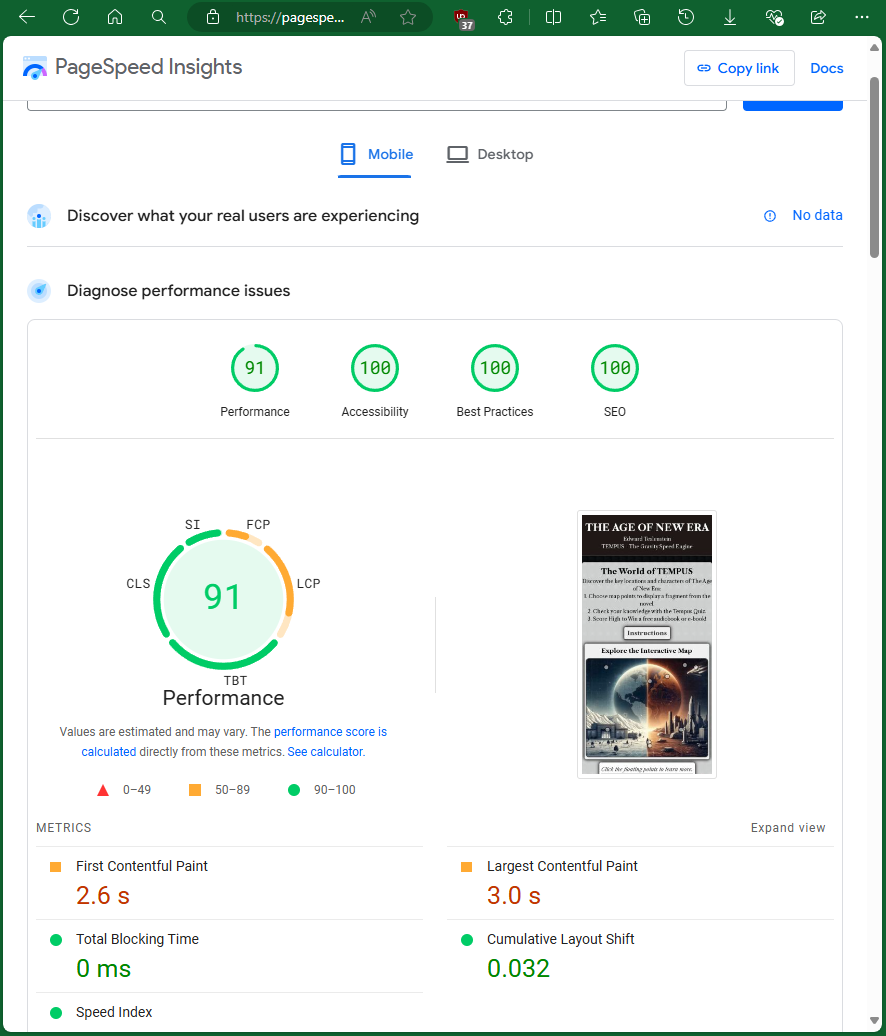 https://pagespe...
37
PageSpeed Insights
Copy link
Docs
Mobile
Desktop
Discover what your real users are experiencing
No data
Diagnose performance issues
91
100
100
100
Performance
Accessibility
Best Practices
SEO
SI
FCP
CLS
LCP
91
TBT
Performance
Values are estimated and may vary. The performance score is
calculated directly from these metrics. See calculator.
0–49
50–89
90–100
THE AGE OF NEW ERA
TEMPUS The Gravity Speed Engine
The World of TEMPUS
Discover the key locations and characters of The Age
of New Era:
1. Choose map points to display a fragment from the
novel
2. Check your knowledge with the Tempus Quiz
3. Score High to Win a free audiobook or e-book!
Instructions
Explore the Interactive Map
Click the floating points to learn more.
METRICS
Expand view
First Contentful Paint
2.6 s
Largest Contentful Paint
3.0 s
Total Blocking Time
0 ms
Cumulative Layout Shift
0.032
Speed Index